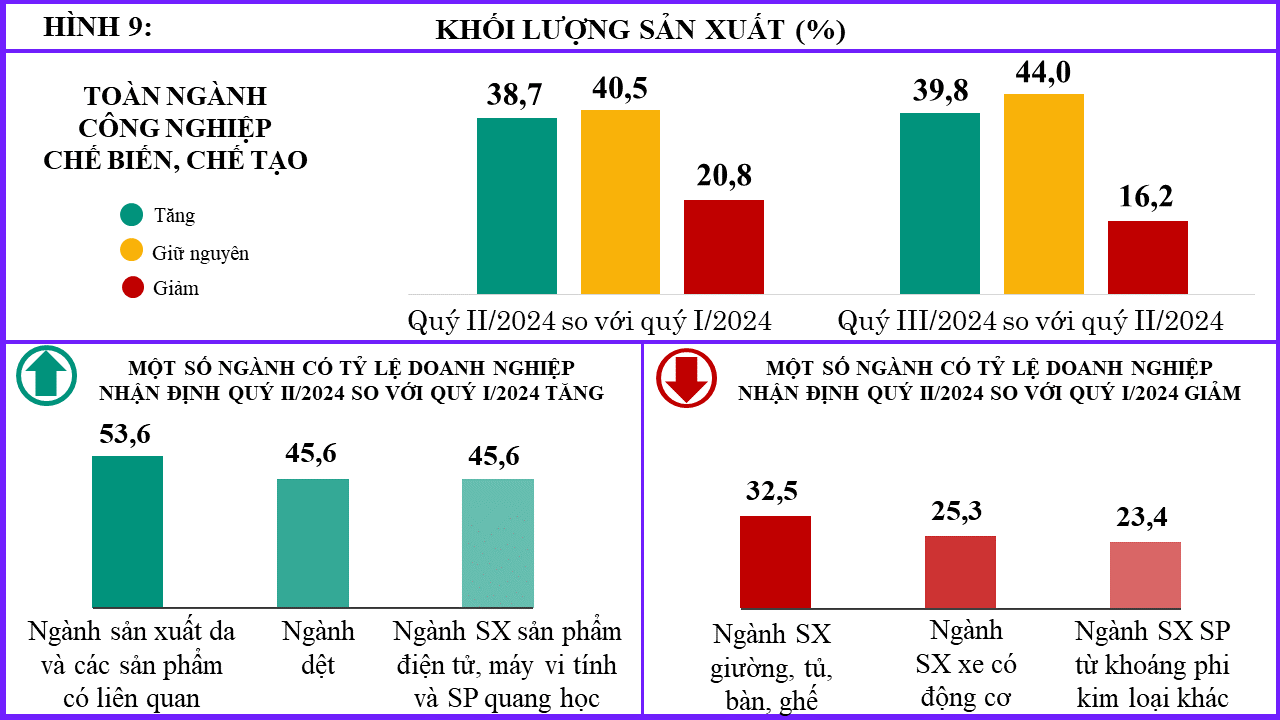 HÌNH 9:
KHỐI LƯỢNG SẢN XUẤT (%)
TOÀN NGÀNH
CÔNG NGHIỆP
CHẾ BIẾN, CHẾ TẠO
Tăng
Giữ nguyên
Giảm
38,7
40,5
20,8
39,8
44,0
16,2
Quý II/2024 so với quý I/2024
Quý III/2024 so với quý II/2024
MỘT SỐ NGÀNH CÓ TỶ LỆ DOANH NGHIỆP
NHẬN ĐỊNH QUÝ II/2024 SO VỚI QUÝ I/2024 TĂNG
53,6
45,6
45,6
Ngành sản xuất da
và các sản phẩm
có liên quan
Ngành
dệt
Ngành SX sản phẩm
điện tử, máy vi tính
và SP quang học
MỘT SỐ NGÀNH CÓ TỶ LỆ DOANH NGHIỆP
NHẬN ĐỊNH QUÝ II/2024 SO VỚI QUÝ I/2024 GIẢM
32,5
25,3
23,4
Ngành SX
giường, tủ,
bàn, ghế
Ngành
SX xe có
động cơ
Ngành SX SP
từ khoáng phi
kim loại khác